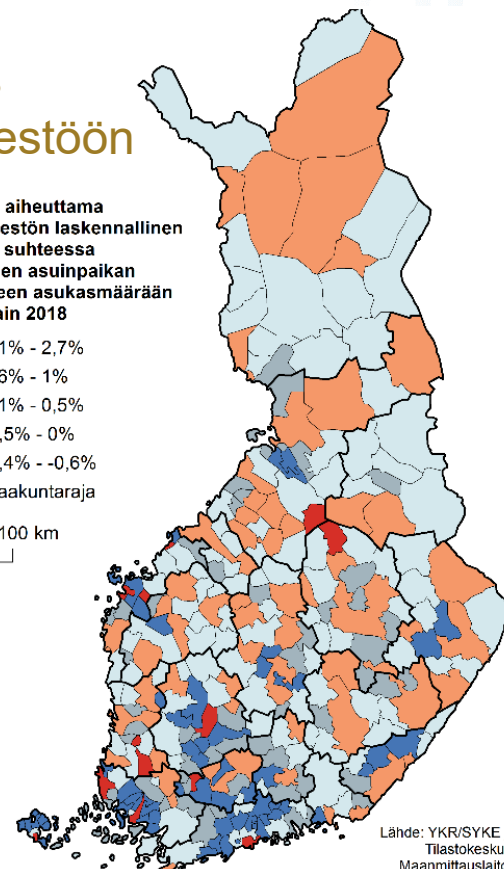 estöön
aiheuttama
estön laskennallinen
suhteessa
en asuinpaikan
een asukasmäärään
ain 2018
1% - 2,7%
6% - 1%
1% - 0,5%
,5% - 0%
,4% - -0,6%
aakuntaraja
100 km
Lähde: YKR/SYKE
Tilastokesku
Maanmittauslaito